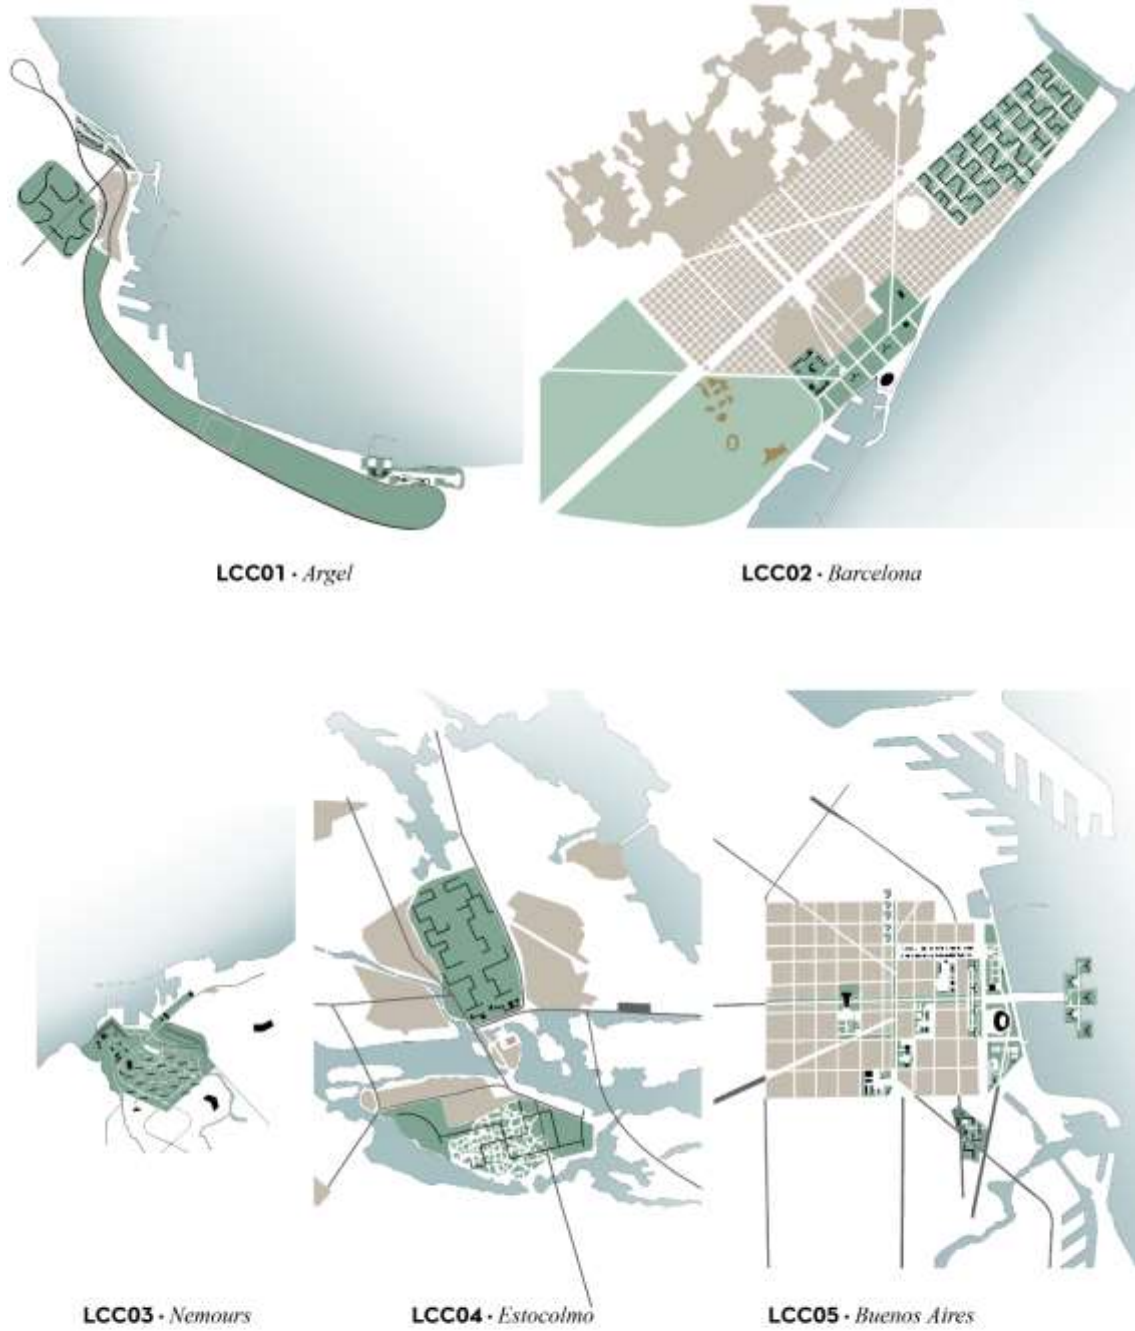 LCC01 · Argel
LCC02 · Barcelona
LCC03 · Nemours
LCC04 · Estocolmo
LCC05 · Buenos Aires